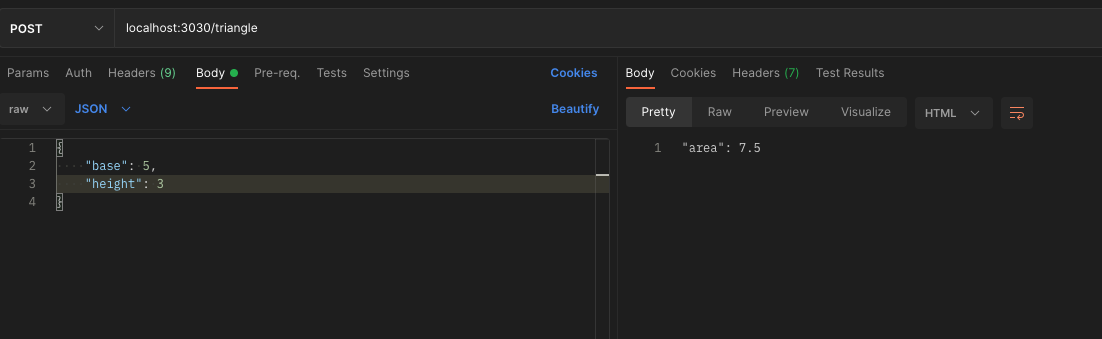 POST localhost:3030/triangle
Params Auth Headers (9) Body Pre-req. Tests Settings Cookies
raw JSON Beautify
1 {
2 ····"base":·5,
3 "height": 3
4 }
Body Cookies Headers (7) Test Results
Pretty Raw Preview Visualize HTML
1 "area": 7.5